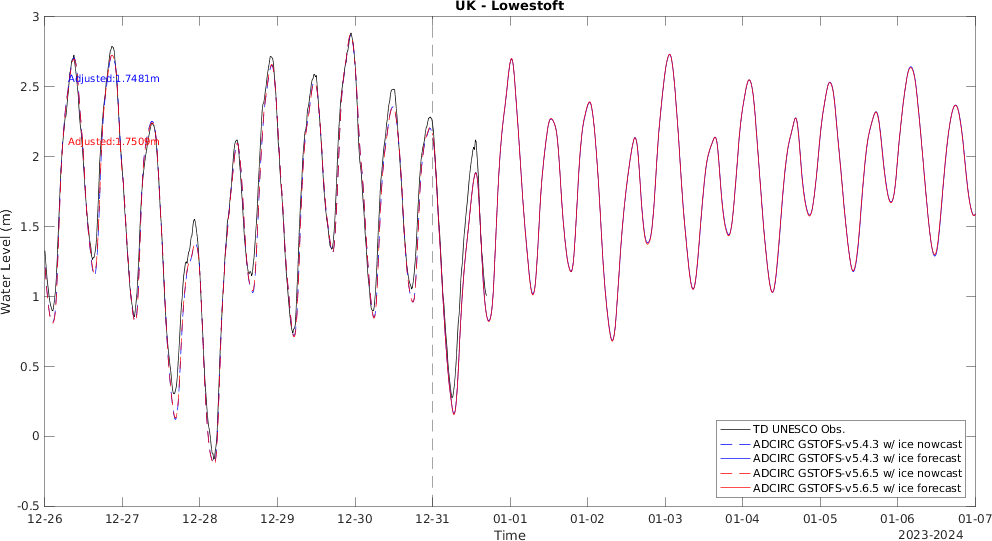 UK - Lowestoft
3
2.5
2
1.5
1
0.5
0
-0.5
Water Level (m)
Adjusted:1.7481m
Adjusted:1.7509m
TD UNESCO Obs.
ADCIRC GSTOFS-v5.4.3 w/ ice nowcast
ADCIRC GSTOFS-v5.4.3 w/ ice forecast
ADCIRC GSTOFS-v5.6.5 w/ ice nowcast
ADCIRC GSTOFS-v5.6.5 w/ ice forecast
12-26 12-27 12-28 12-29 12-30 12-31 01-01 01-02 01-03 01-04 01-05 01-06 01-07
Time
2023-2024